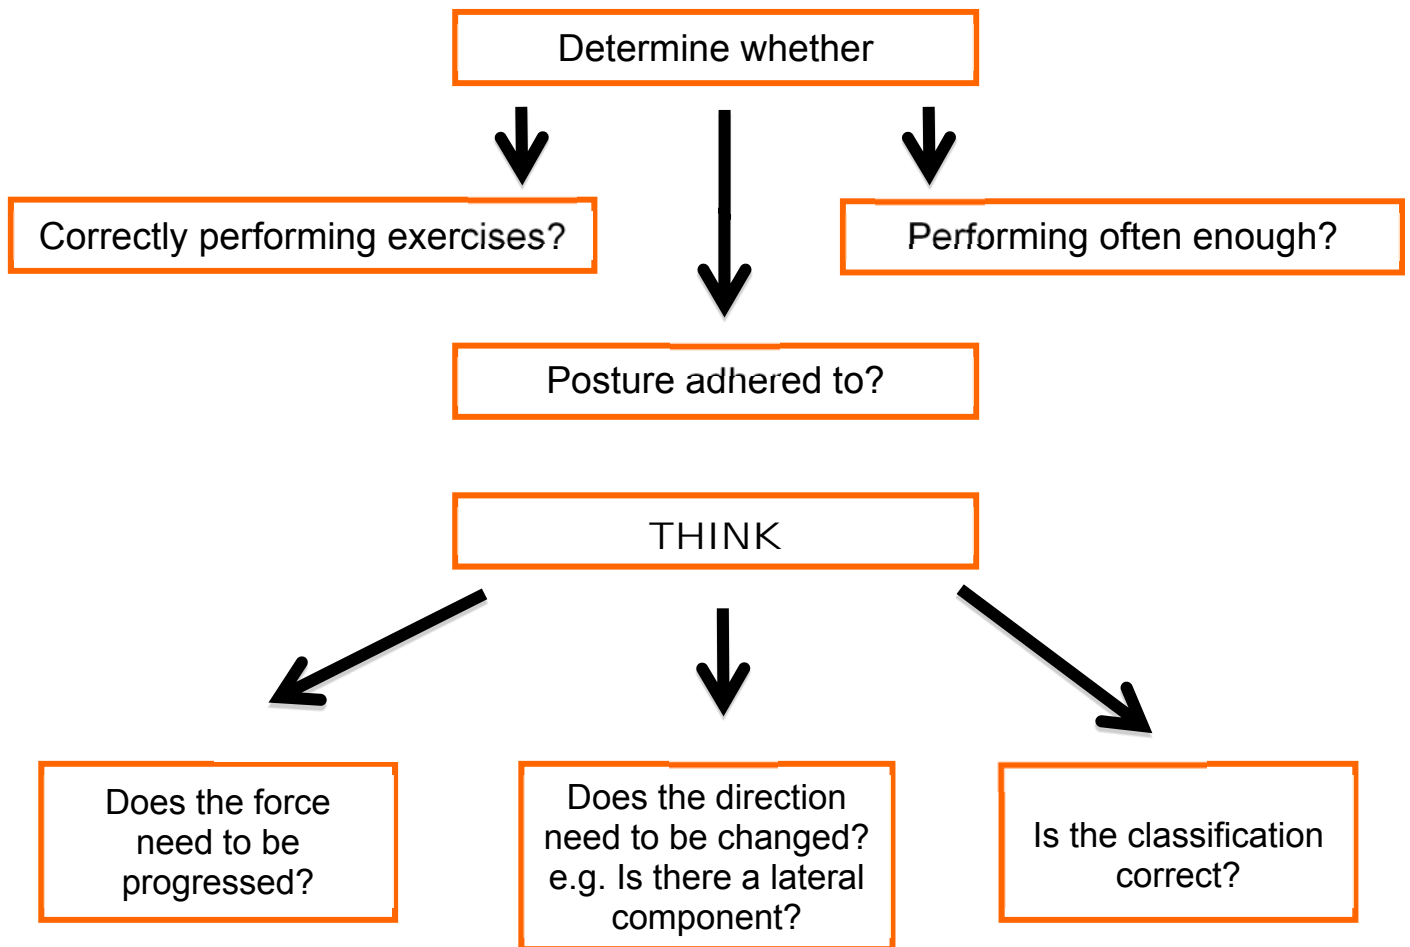 Determine whether
Correctly performing exercises?
Performing often enough?
Posture adhered to?
THINK
Does the force
need to be
progressed?
Does the direction
need to be changed?
e.g. Is there a lateral
component?
Is the classification
correct?